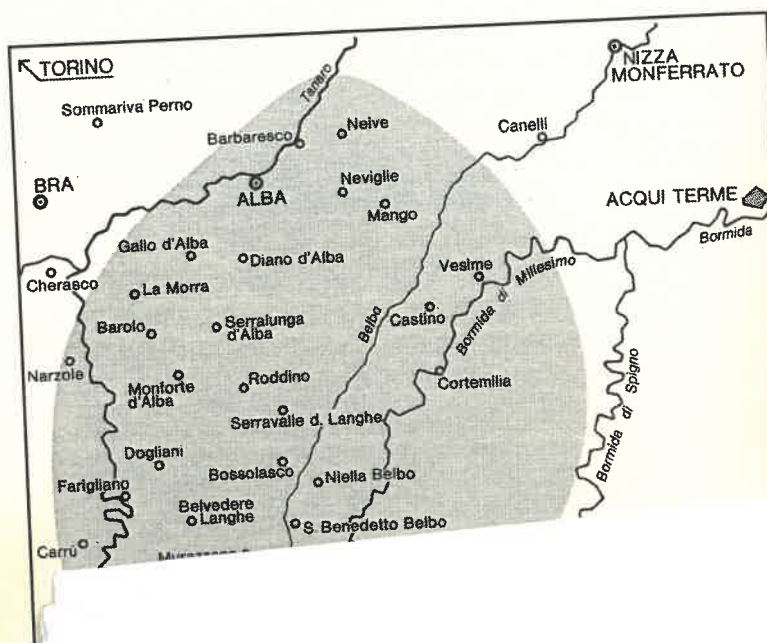 TORINO
NIZZA
MONFERRATO
Sommariva Perno
Tanaro
Neive
Canelli
Barbaresco
BRA
ALBA
Neviglie
Mango
ACQUI TERME
Bormida
Gallo d'Alba
Diano d'Alba
Vesime
Cherasco
La Morra
Belbo
Castino
Bormida di Millesimo
Barolo
Serralunga
d'Alba
Narzole
Monforte
d'Alba
Roddino
Cortemilia
Bormida di Spigno
Serravalle d. Langhe
Dogliani
Bossolasco
Niella Belbo
Farigliano
Belvedere
Langhe
S. Benedetto Belbo
Carrù